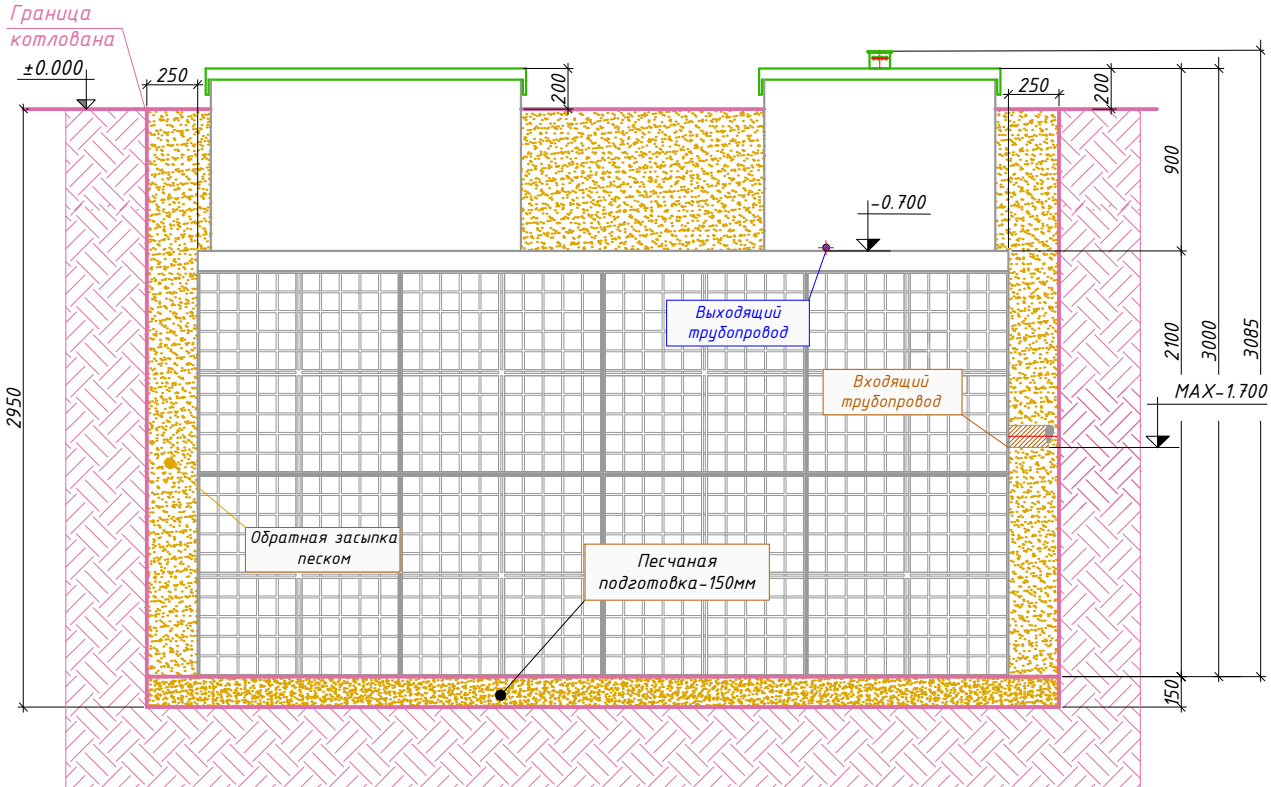 Граница
котлована
±0.000
250
200
250
200
900
-0.700
Выходящий
трубопровод
2100
3000
3085
Входящий
трубопровод
MAX-1.700
2950
Обратная засыпка
песком
Песчаная
подготовка-150мм
150